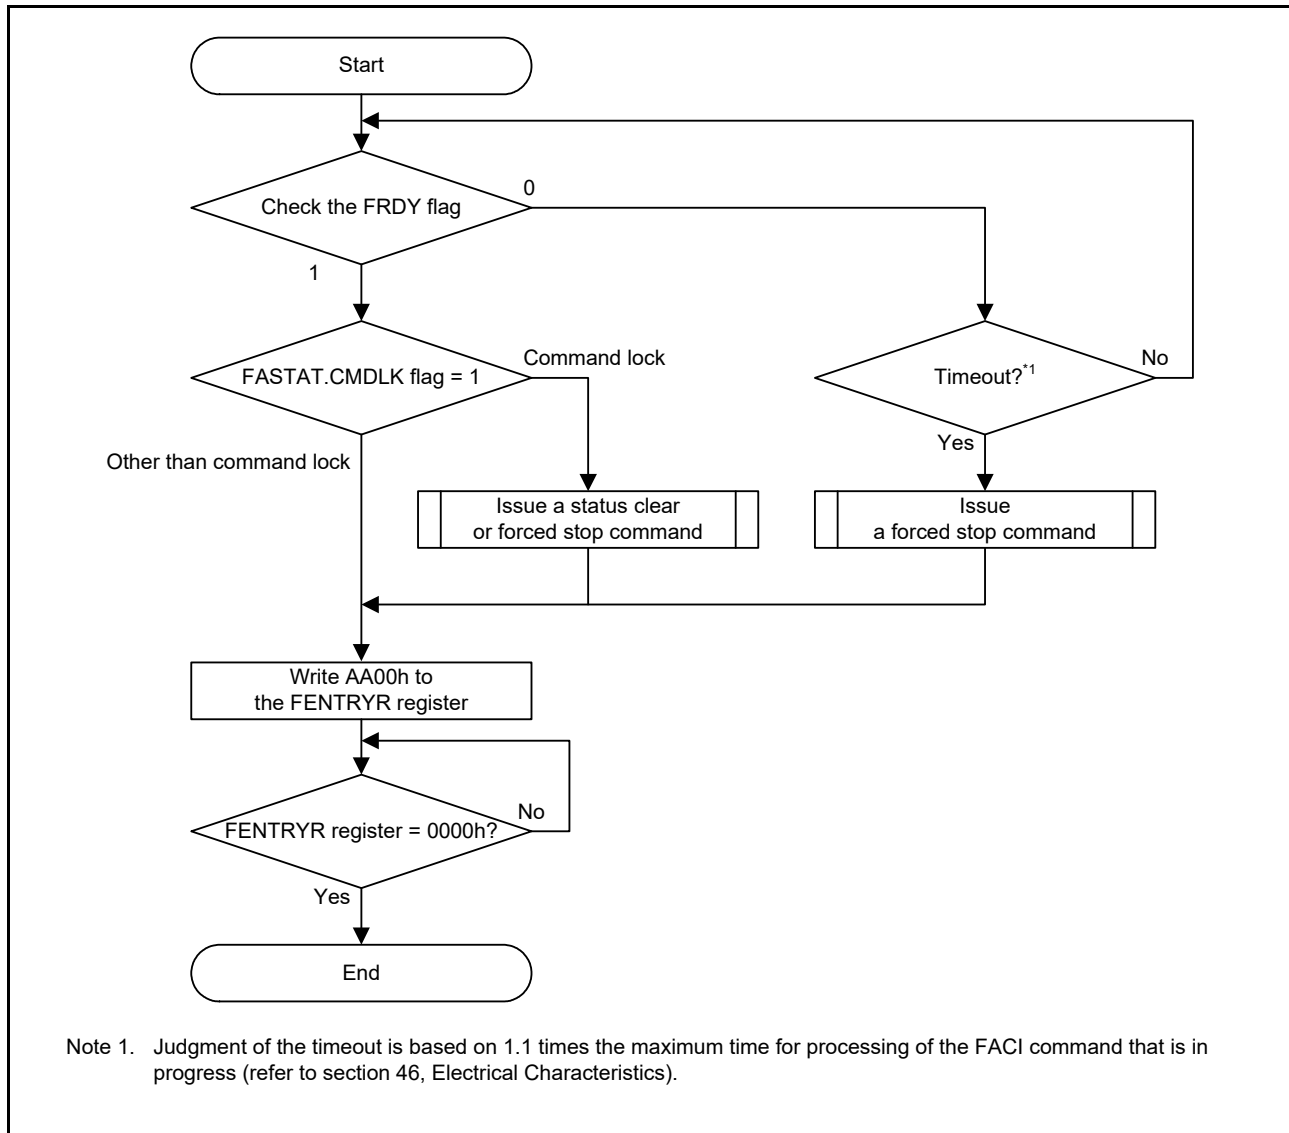 Start
Check the FRDY flag
0
1
FASTAT.CMDLK flag = 1
Command lock
Timeout?*1
No
Yes
Other than command lock
Issue a status clear
or forced stop command
Issue
a forced stop command
Write AA00h to
the FENTRYR register
FENTRYR register = 0000h?
No
Yes
End
Note 1. Judgment of the timeout is based on 1.1 times the maximum time for processing of the FACI command that is in
progress (refer to section 46, Electrical Characteristics).